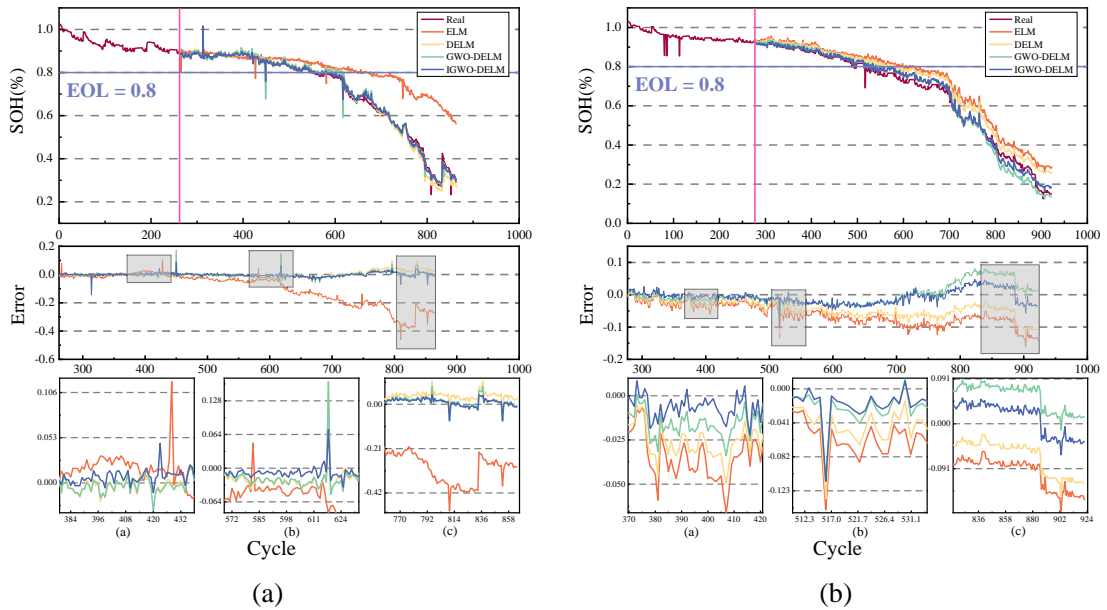 1.0
0.8
0.6
0.4
0.2
SOH(%)
EOL = 0.8
Real
ELM
DELM
GWO-DELM
IGWO-DELM
0 200 400 600 800 1000
0.2
0.0
-0.2
-0.4
-0.6
Error
300 400 500 600 700 800 900 1000
0.106
0.053
0.000
384 396 408 420 432
(a)
0.128
0.064
0.000
-0.064
572 585 598 611 624
(b)
0.00
-0.21
-0.42
770 792 814 836 858
(c)
Cycle
(a)
1.0
0.8
0.6
0.4
0.2
0.0
SOH(%)
EOL = 0.8
Real
ELM
DELM
GWO-DELM
IGWO-DELM
0 100 200 300 400 500 600 700 800 900 1000
0.1
0.0
-0.1
-0.2
Error
300 400 500 600 700 800 900 1000
0.000
-0.025
-0.050
370 380 390 400 410 420
(a)
0.000
-0.041
-0.082
-0.123
512.3 517.0 521.7 526.4 531.1
(b)
0.091
0.000
-0.091
836 858 880 902 924
(c)
Cycle
(b)